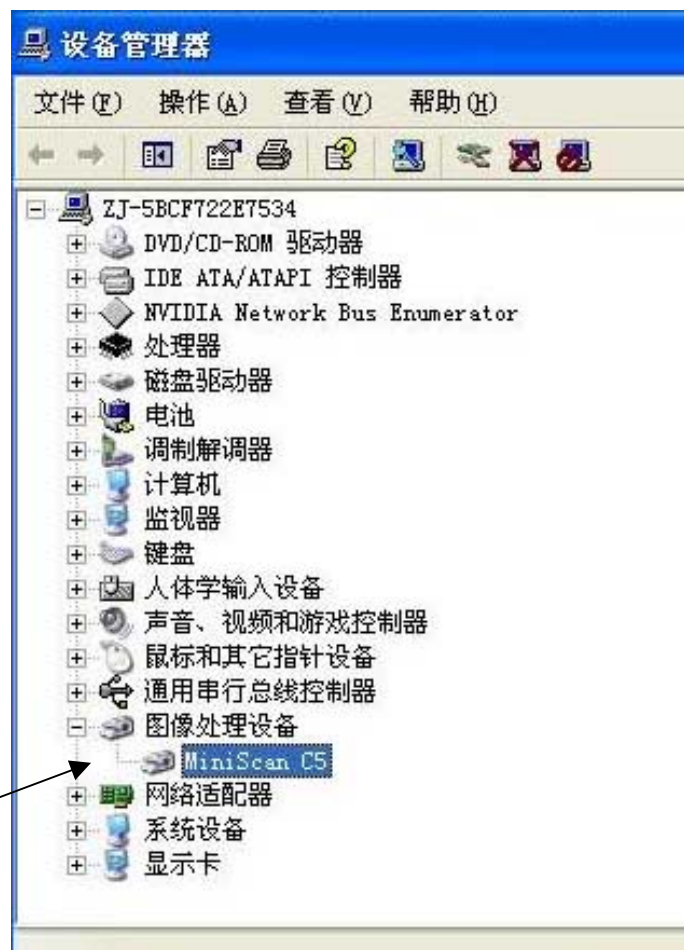 设备管理器
文件(F) 操作(A) 查看(V) 帮助(H)
ZJ-5BCF722E7534
DVD/CD-ROM 驱动器
IDE ATA/ATAPI 控制器
NVIDIA Network Bus Enumerator
处理器
磁盘驱动器
电池
调制解调器
计算机
监视器
键盘
人体学输入设备
声音、视频和游戏控制器
鼠标和其它指针设备
通用串行总线控制器
图像处理设备
MiniScan C5
网络适配器
系统设备
显示卡